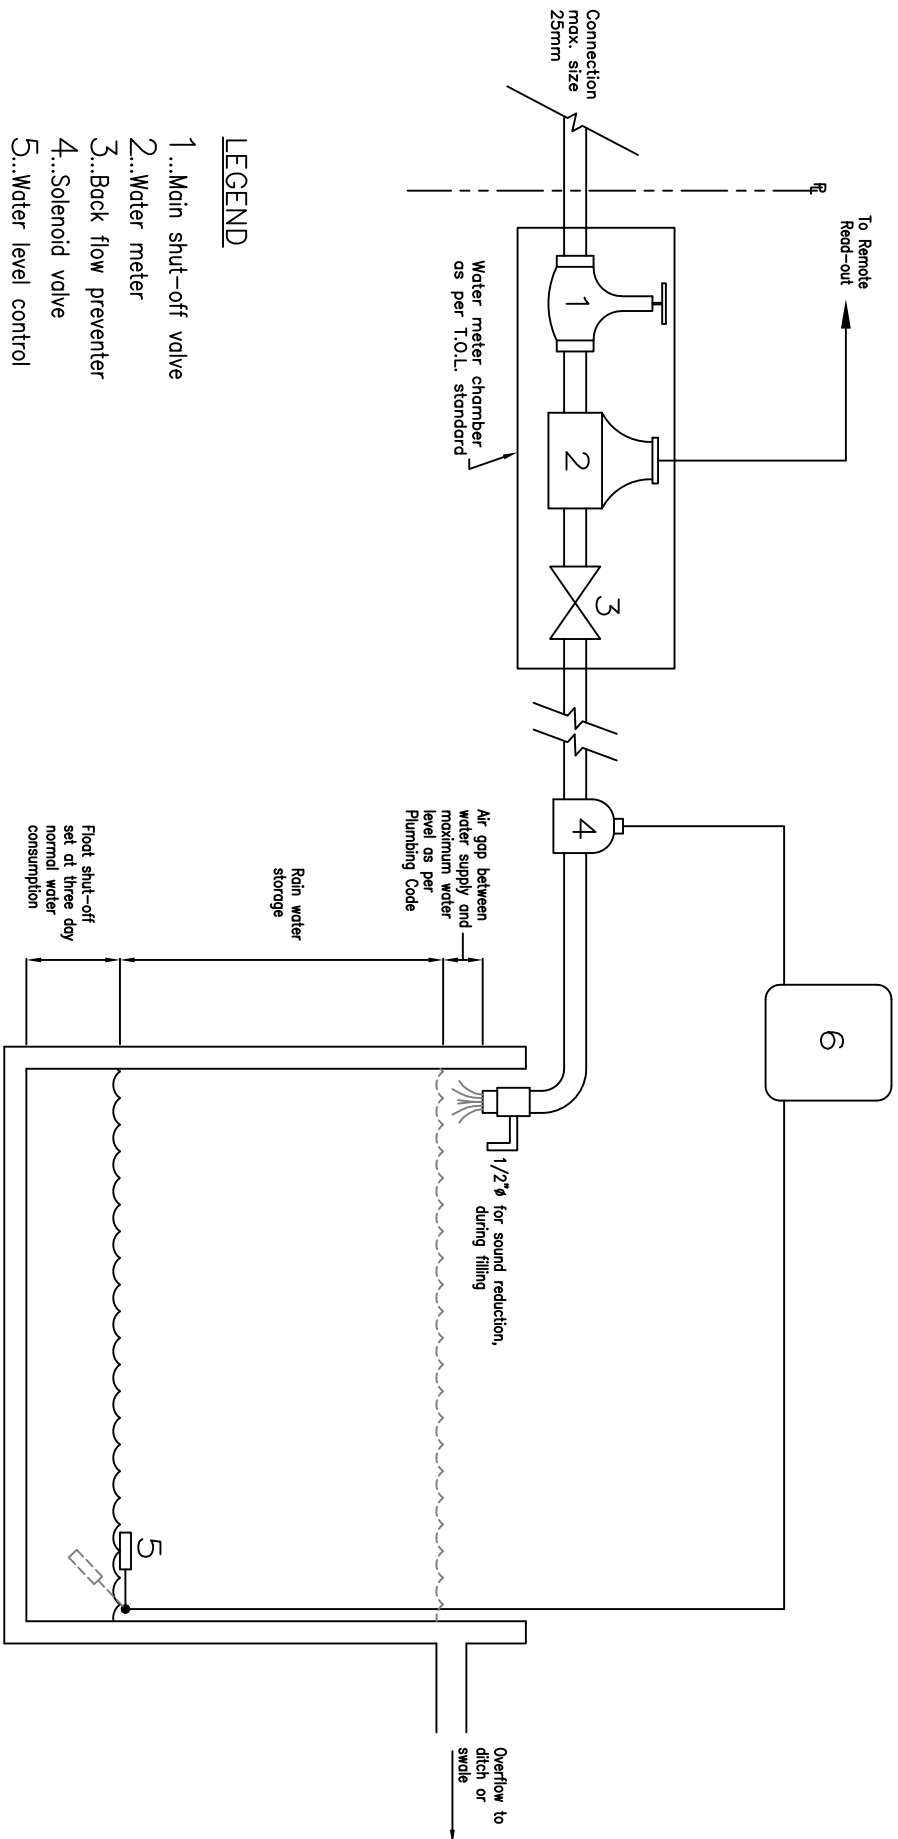 Connection
max. size
25mm
PL
To Remote
Read-out
1
2
3
Water meter chamber
as per T.O.L. standard
4
6
Air gap between
water supply and
maximum water
level as per
Plumbing Code
Rain water
storage
Float shut-off
set at three day
normal water
consumption
1/2"ø for sound reduction,
during filling
5
Overflow to
ditch or
swale
LEGEND
1...Main shut-off valve
2...Water meter
3...Back flow preventer
4...Solenoid valve
5...Water level control